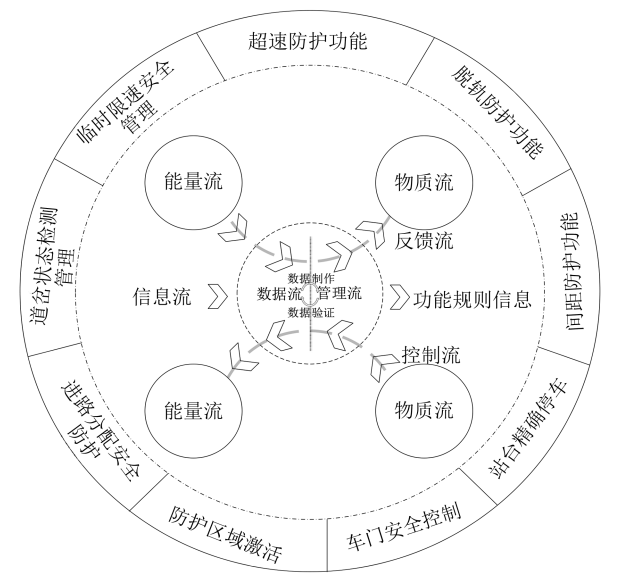 超速防护功能
脱轨防护功能
间距防护功能
站台精确停车
车门安全控制
防护区域激活
进路分配安全
防护
道岔状态检测
管理
临时限速安全
管理
能量流
物质流
反馈流
信息流
数据制作
数据流
管理流
数据验证
功能规则信息
控制流
能量流
物质流